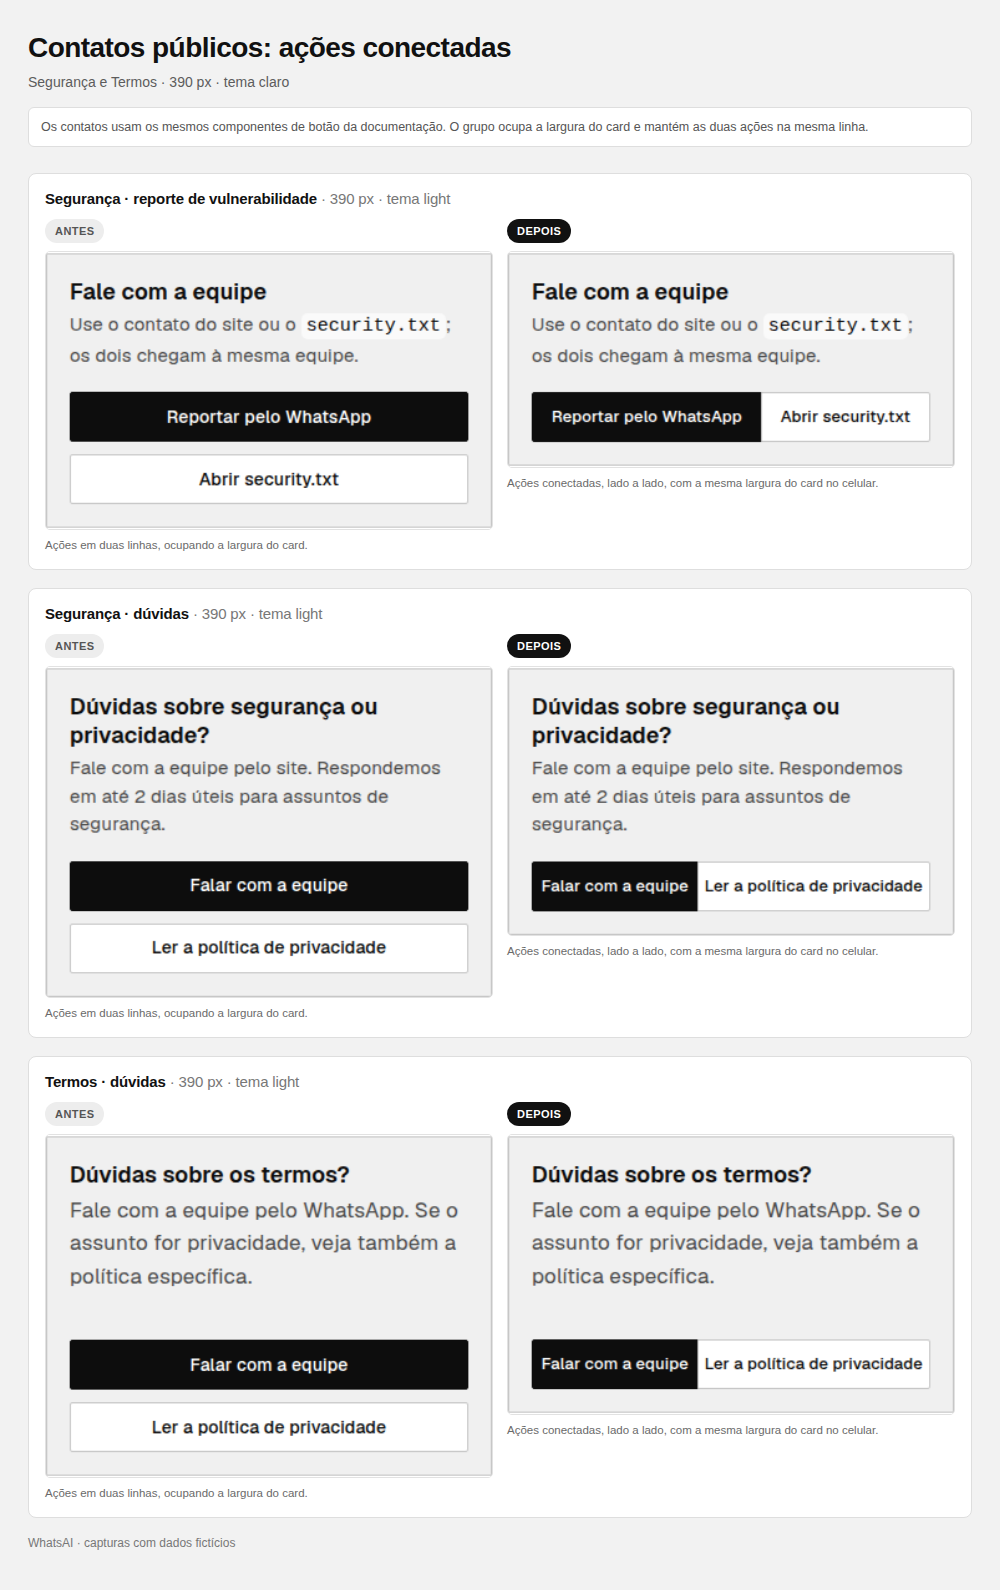 Contatos públicos: ações conectadas
Segurança e Termos · 390 px · tema claro
Os contatos usam os mesmos componentes de botão da documentação. O grupo ocupa a largura do card e mantém as duas ações na mesma linha.
Segurança · reporte de vulnerabilidade · 390 px · tema light
ANTES
Fale com a equipe
Use o contato do site ou o security.txt;
os dois chegam à mesma equipe.
Reportar pelo WhatsApp
Abrir security.txt
Ações em duas linhas, ocupando a largura do card.
DEPOIS
Fale com a equipe
Use o contato do site ou o security.txt;
os dois chegam à mesma equipe.
Reportar pelo WhatsApp
Abrir security.txt
Ações conectadas, lado a lado, com a mesma largura do card no celular.
Segurança · dúvidas · 390 px · tema light
ANTES
Dúvidas sobre segurança ou
privacidade?
Fale com a equipe pelo site. Respondemos
em até 2 dias úteis para assuntos de
segurança.
Falar com a equipe
Ler a política de privacidade
Ações em duas linhas, ocupando a largura do card.
DEPOIS
Dúvidas sobre segurança ou
privacidade?
Fale com a equipe pelo site. Respondemos
em até 2 dias úteis para assuntos de
segurança.
Falar com a equipe
Ler a política de privacidade
Ações conectadas, lado a lado, com a mesma largura do card no celular.
Termos · dúvidas · 390 px · tema light
ANTES
Dúvidas sobre os termos?
Fale com a equipe pelo WhatsApp. Se o
assunto for privacidade, veja também a
política específica.
Falar com a equipe
Ler a política de privacidade
Ações em duas linhas, ocupando a largura do card.
DEPOIS
Dúvidas sobre os termos?
Fale com a equipe pelo WhatsApp. Se o
assunto for privacidade, veja também a
política específica.
Falar com a equipe
Ler a política de privacidade
Ações conectadas, lado a lado, com a mesma largura do card no celular.
WhatsAI · capturas com dados fictícios